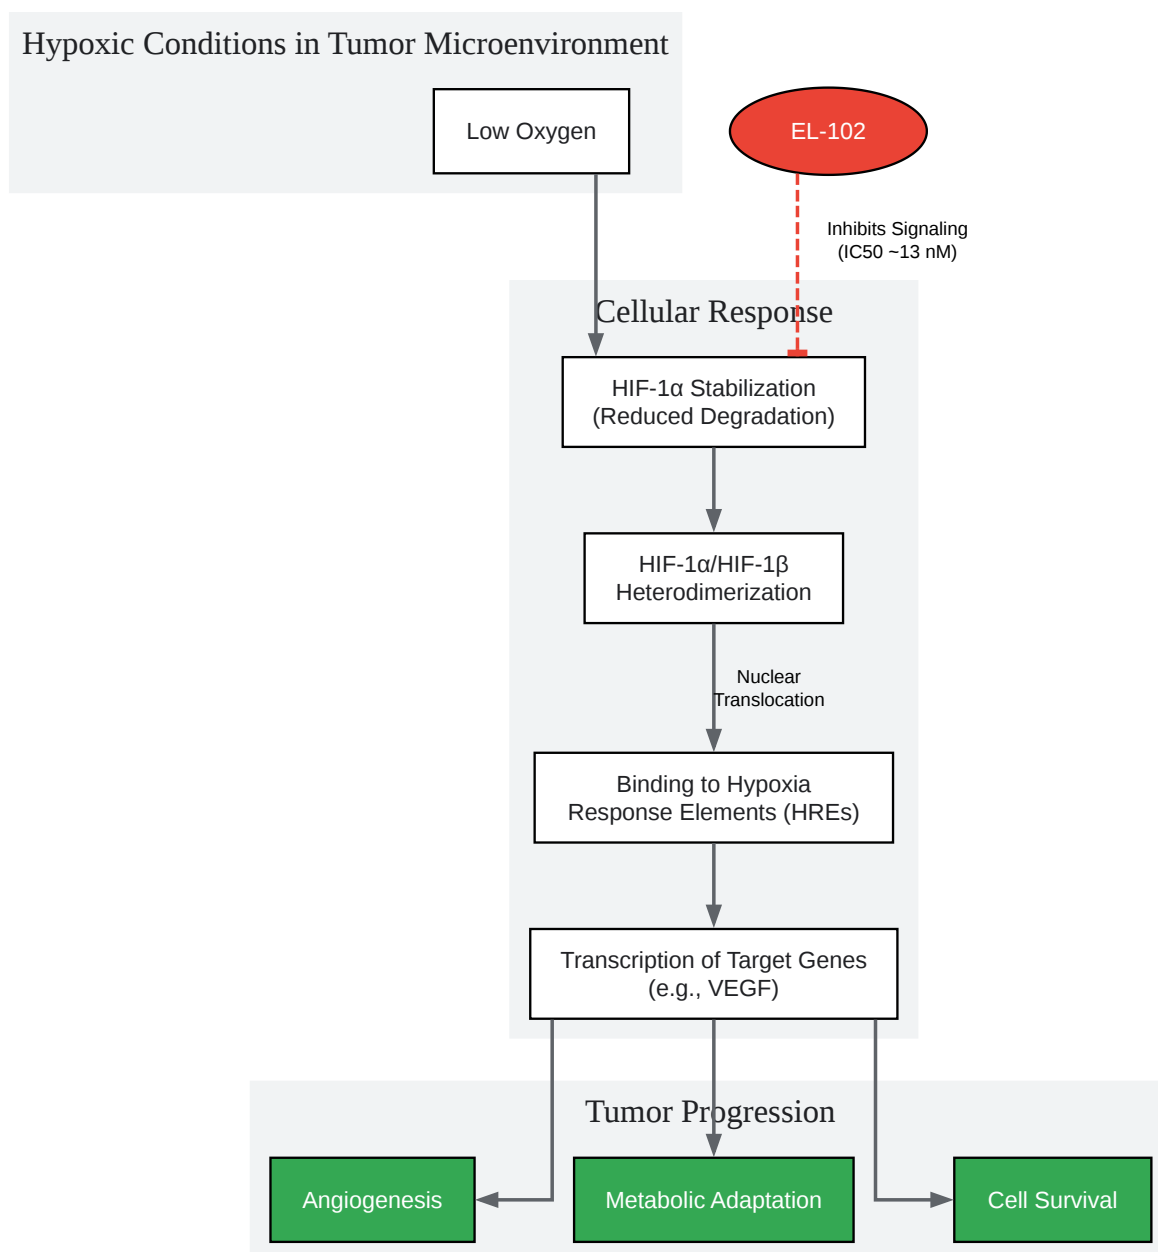 Hypoxic Conditions in Tumor Microenvironment
Low Oxygen
EL-102
Inhibits Signaling
(IC50 ~13 nM)
Cellular Response
HIF-1α Stabilization
(Reduced Degradation)
HIF-1α/HIF-1β
Heterodimerization
Nuclear
Translocation
Binding to Hypoxia
Response Elements (HREs)
Transcription of Target Genes
(e.g., VEGF)
Tumor Progression
Angiogenesis
Metabolic Adaptation
Cell Survival